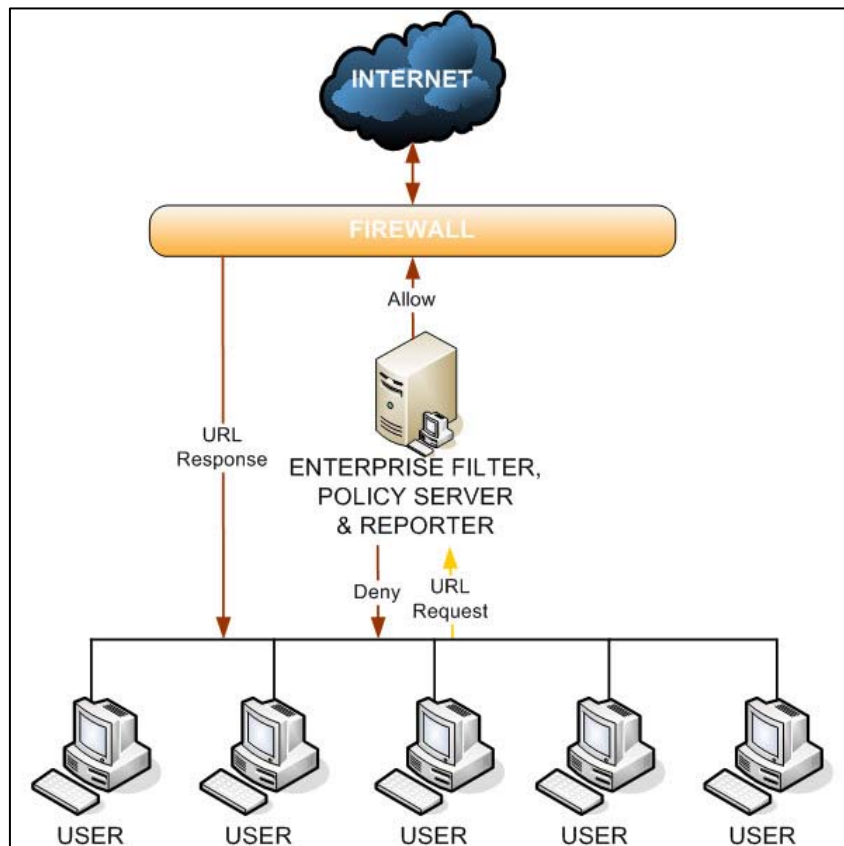 INTERNET
FIREWALL
Allow
URL
Response
ENTERPRISE FILTER,
POLICY SERVER
& REPORTER
Deny
URL
Request
USER
USER
USER
USER
USER